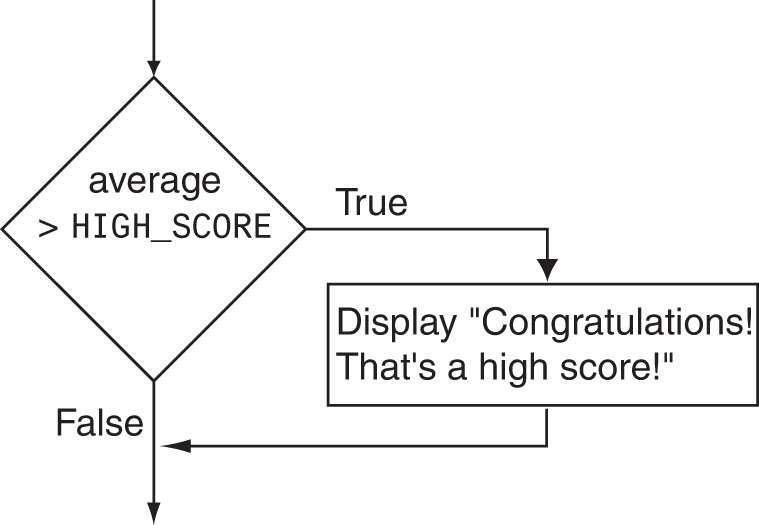 average
> HIGH_SCORE
True
Display "Congratulations!
That's a high score!"
False